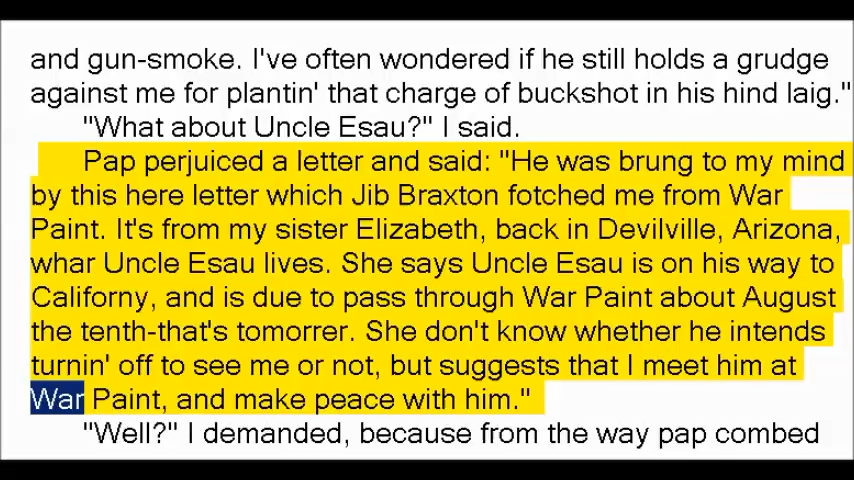 and gun-smoke. I've often wondered if he still holds a grudge
against me for plantin' that charge of buckshot in his hind laig."
"What about Uncle Esau?" I said.
Pap perjuiced a letter and said: "He was brung to my mind
by this here letter which Jib Braxton fotched me from War
Paint. It's from my sister Elizabeth, back in Devilville, Arizona,
whar Uncle Esau lives. She says Uncle Esau is on his way to
Californy, and is due to pass through War Paint about August
the tenth-that's tomorrer. She don't know whether he intends
turnin' off to see me or not, but suggests that I meet him at
War Paint, and make peace with him."
"Well?" I demanded, because from the way pap combed